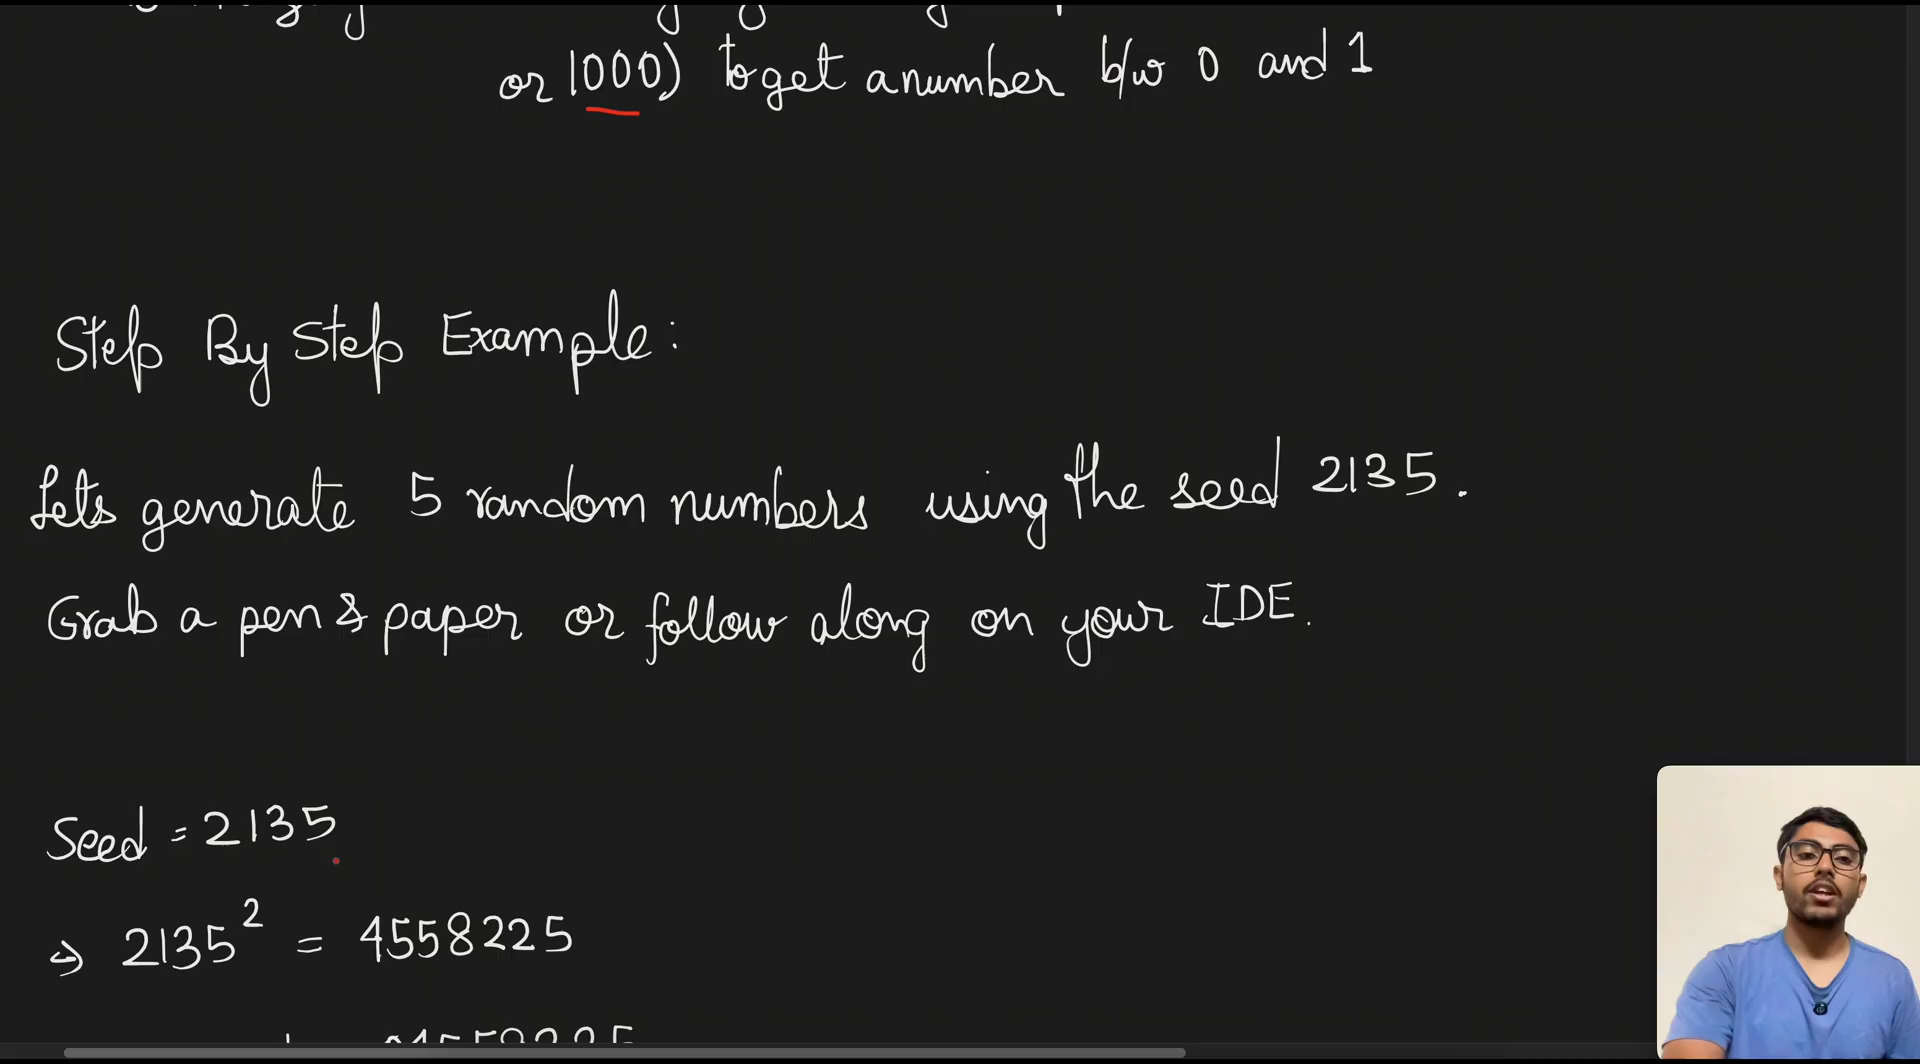 or 1000) to get a number b/w 0 and 1
Step By Step Example:
Lets generate 5 random numbers using the seed 2135.
Grab a pen & paper or follow along on your IDE.
Seed = 2135
⇒ 2135² = 4558225